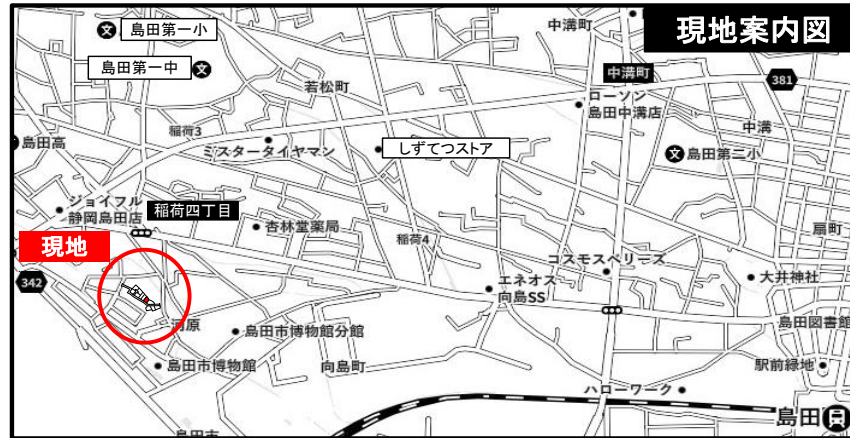 現地案内図
島田第一小
中溝町
島田第一中
中溝町
381
若松町
ローソン
島田中溝店
稲荷3
中溝
島田高
ミスタータイヤマン
しずてつストア
島田第二小
ジョイフル
静岡島田店
稲荷四丁目
杏林堂薬局
扇町
稲荷4
現地
コスモスベリーズ
342
エネオス
向島SS
大井神社
河原
島田市博物館分館
島田図書館
島田市博物館
向島町
駅前緑地
ハローワーク
島田
島田市